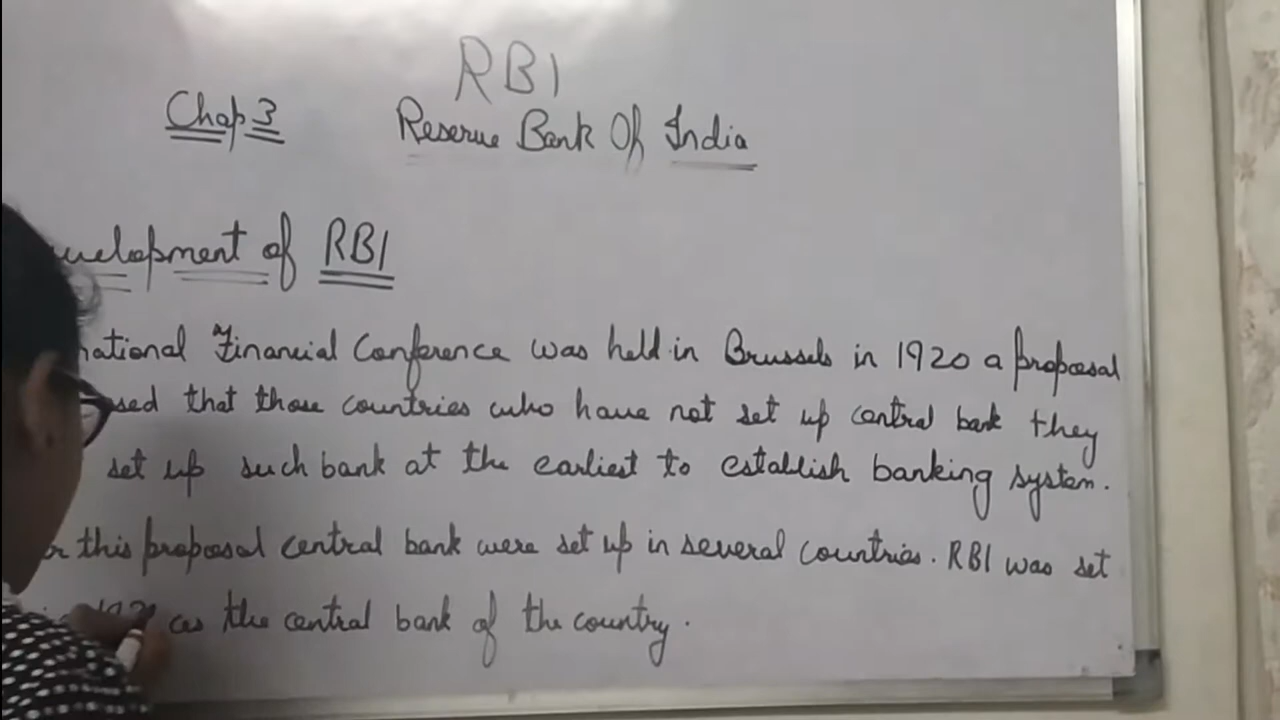 RBI
Chap 3 Reserve Bank Of India
of RBI
Financial Conference was held in Brussels in 1920 a proposal
that those countries who have not set up central bank they
set up such bank at the earliest to establish banking system.
this proposal central bank were set up in several countries. RBI was set
as the central bank of the country.